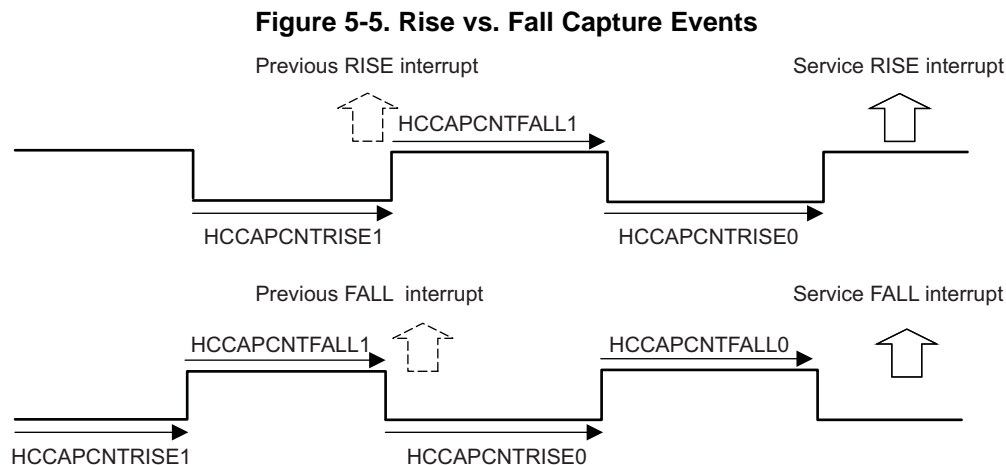 Figure 5-5. Rise vs. Fall Capture Events
Previous RISE interrupt
Service RISE interrupt
HCCAPCNTFALL1
HCCAPCNTRISE1
HCCAPCNTRISE0
Previous FALL interrupt
Service FALL interrupt
HCCAPCNTFALL1
HCCAPCNTFALL0
HCCAPCNTRISE1
HCCAPCNTRISE0